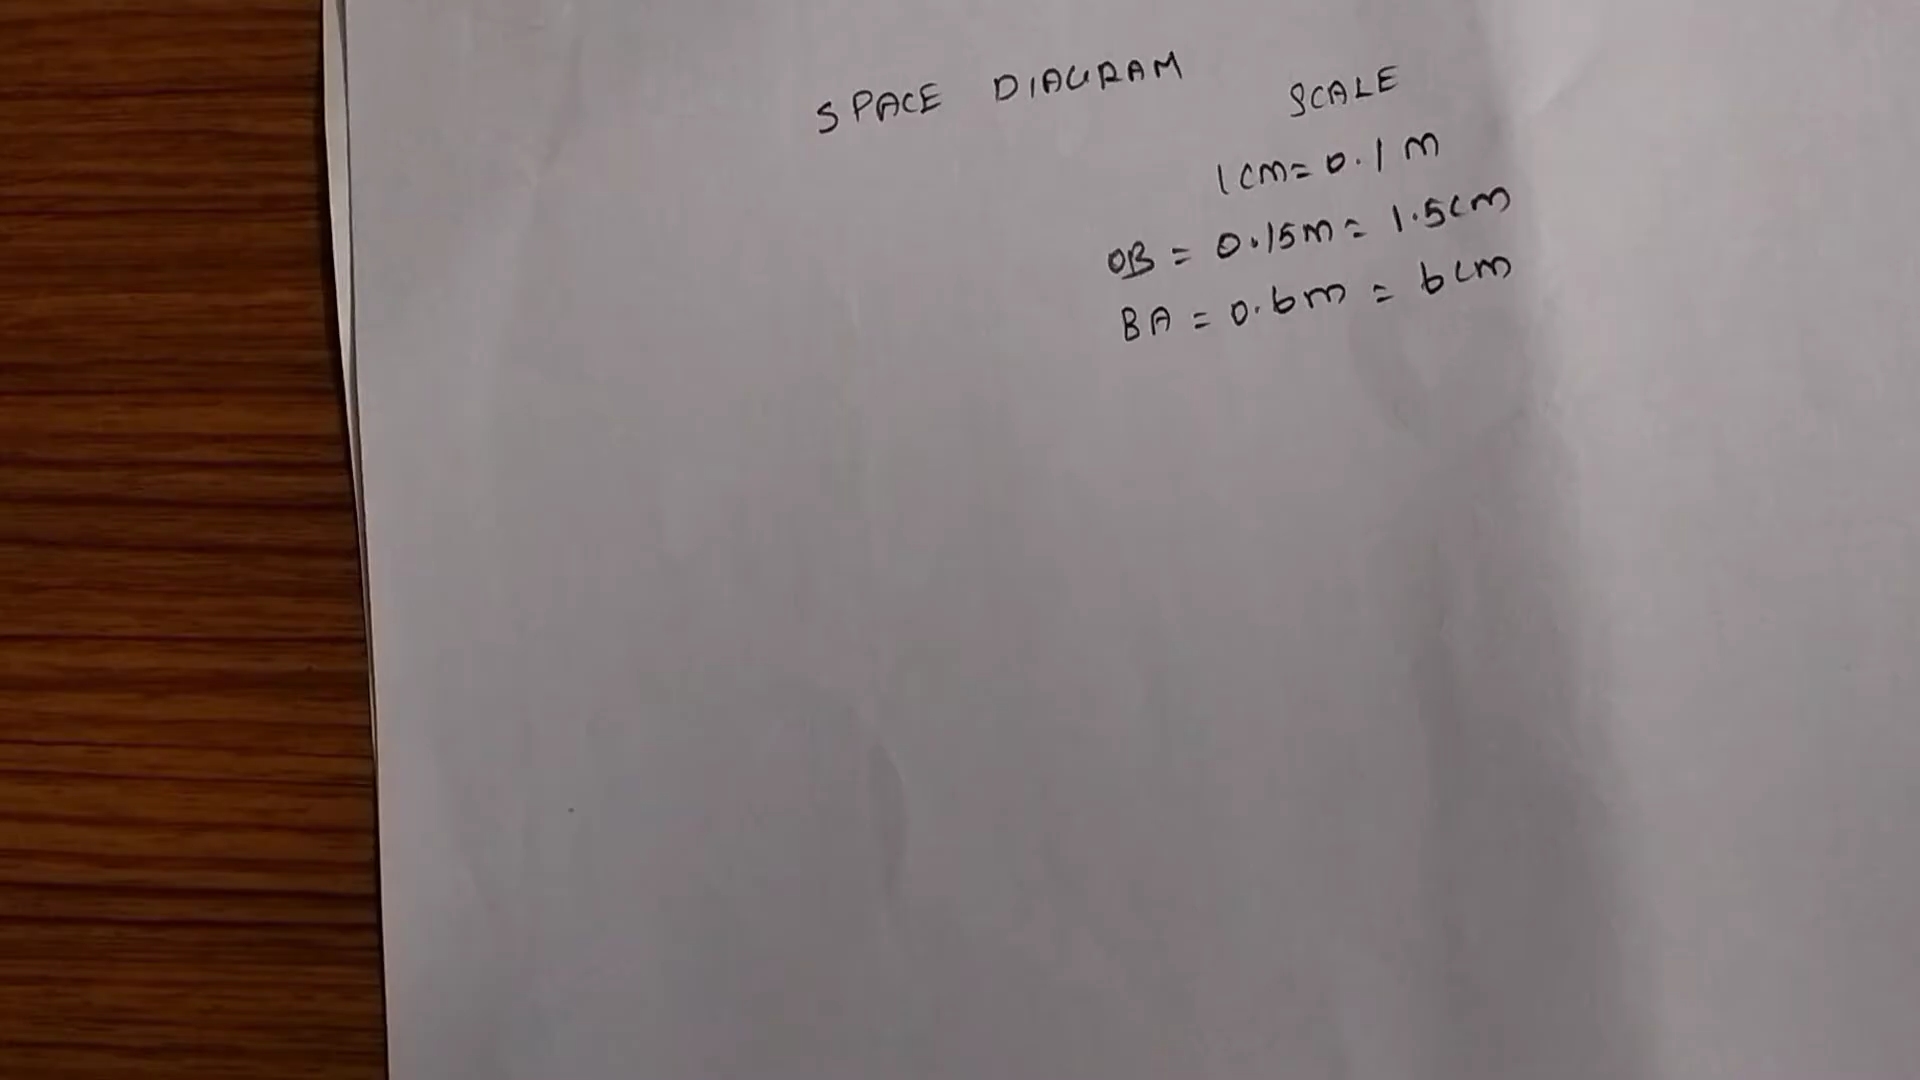 SPACE DIAGRAM
SCALE
1cm = 0.1 m
OB = 0.15m = 1.5cm
BA = 0.6m = 6cm